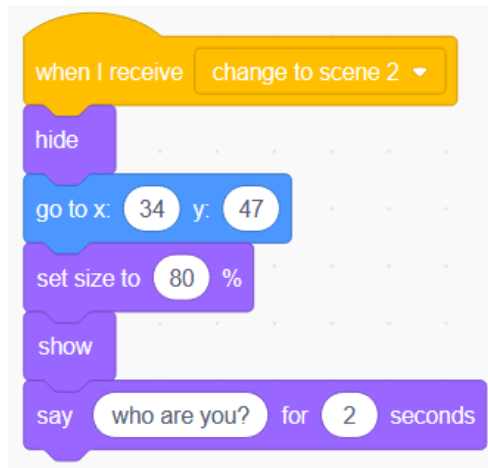 when I receive change to scene 2
hide
go to x: 34 y: 47
set size to 80 %
show
say who are you? for 2 seconds